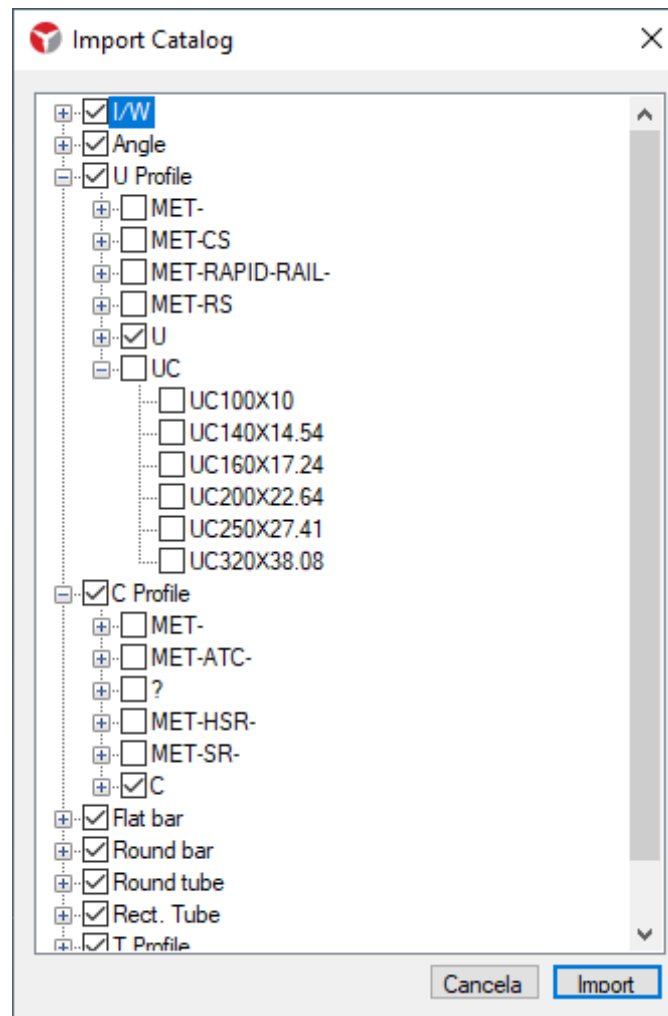 Import Catalog
I/W
Angle
U Profile
MET-
MET-CS
MET-RAPID-RAIL-
MET-RS
U
UC
UC100X10
UC140X14.54
UC160X17.24
UC200X22.64
UC250X27.41
UC320X38.08
C Profile
MET-
MET-ATC-
?
MET-HSR-
MET-SR-
C
Flat bar
Round bar
Round tube
Rect. Tube
T Profile
Cancela Import